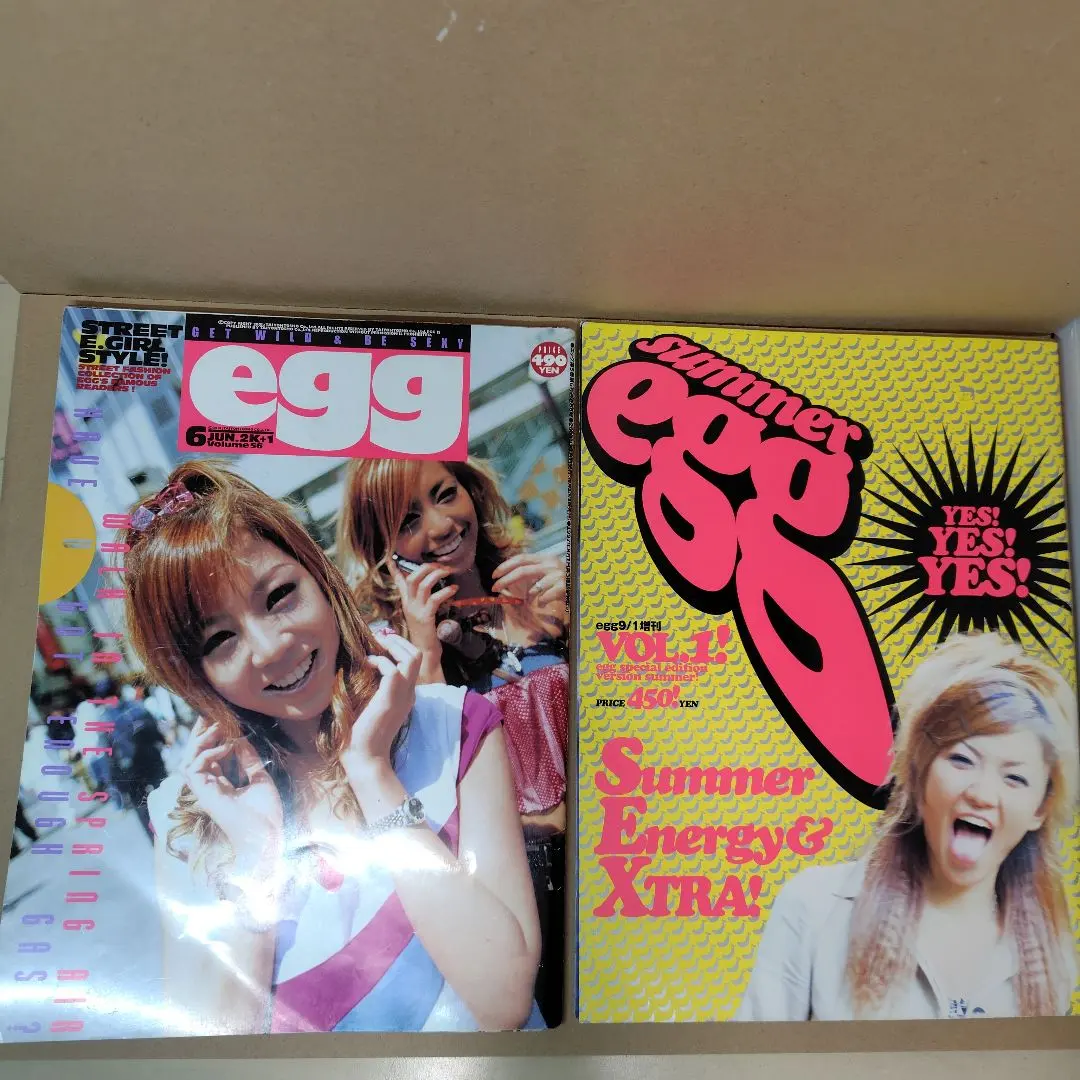 STREET
E.GIRL
STYLE!
STREET FASHION
COLLECTION OF
EGG'S FAMOUS
READERS!
GET WILD & BE SEXY
egg
6 JUN. 2K+1
Volume 56
PRICE
490
YEN
HAVE U GOT ENOUGH GAS?
WALK IN THE SPRING AIR
summer
egg
YES!
YES!
YES!
egg9/1増刊
VOL.1!
egg special edition
version summer!
PRICE 450! YEN
Summer
Energy&
XTRA!